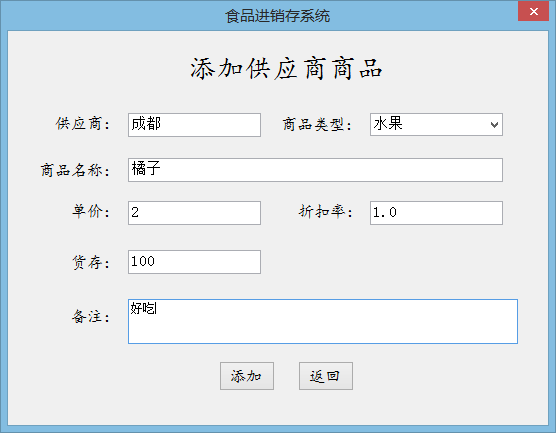 食品进销存系统
添加供应商商品
供应商: 成都 商品类型: 水果
商品名称: 橘子
单价: 2 折扣率: 1.0
货存: 100
备注: 好吃
添加 返回